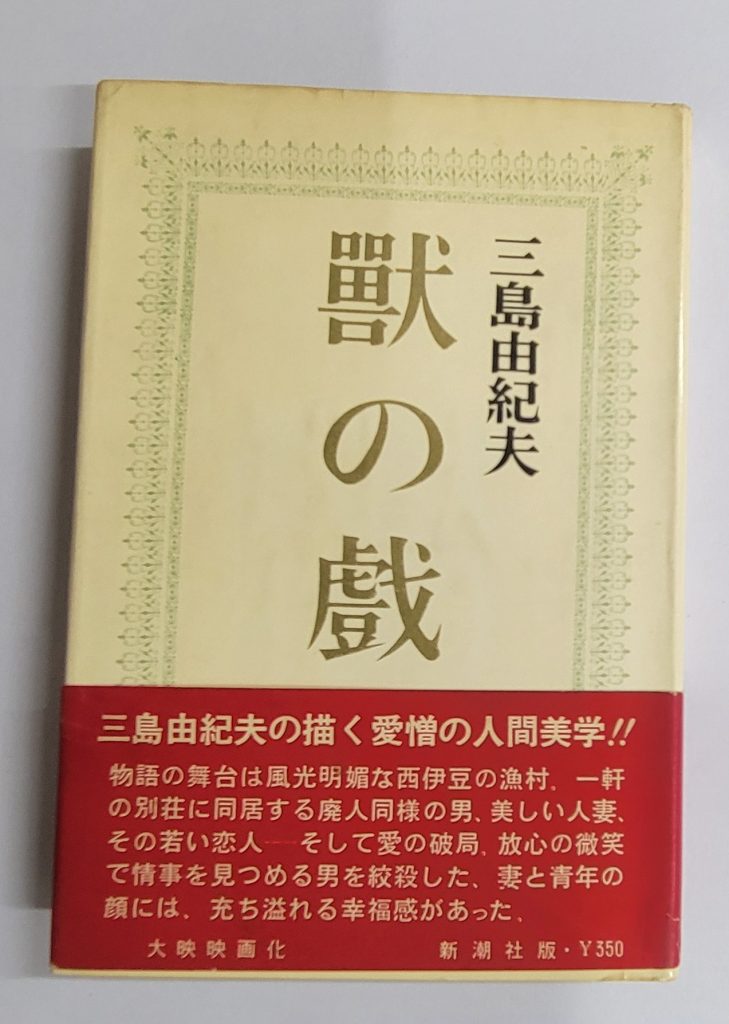 三島由紀夫
獸の戯
三島由紀夫の描く愛憎の人間美学!!
物語の舞台は風光明媚な西伊豆の漁村。一軒
の別荘に同居する廃人同様の男、美しい人妻、
その若い恋人──そして愛の破局。放心の微笑
で情事を見つめる男を絞殺した、妻と青年の
顔には、充ち溢れる幸福感があった。
大映映画化
新潮社版・Y350